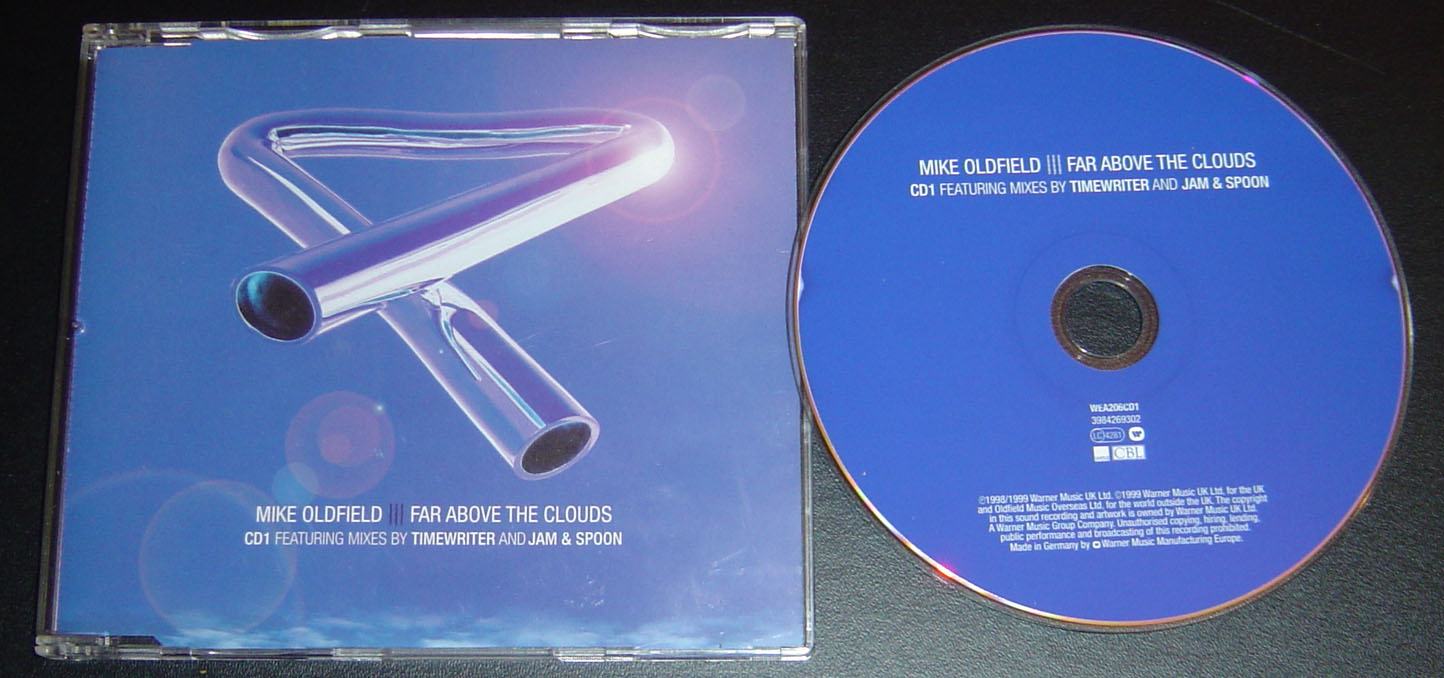 MIKE OLDFIELD ||| FAR ABOVE THE CLOUDS
CD1 FEATURING MIXES BY TIMEWRITER AND JAM & SPOON
MIKE OLDFIELD ||| FAR ABOVE THE CLOUDS
CD1 FEATURING MIXES BY TIMEWRITER AND JAM & SPOON
WEA206CD1
3984269302
LC 4281
GBL
℗1998/1999 Warner Music UK Ltd. ©1999 Warner Music UK Ltd. for the UK
and Oldfield Music Overseas Ltd. for the world outside the UK. The copyright
in this sound recording and artwork is owned by Warner Music UK Ltd.
A Warner Music Group Company. Unauthorised copying, hiring, lending,
public performance and broadcasting of this recording prohibited.
Made in Germany by Warner Music Manufacturing Europe.